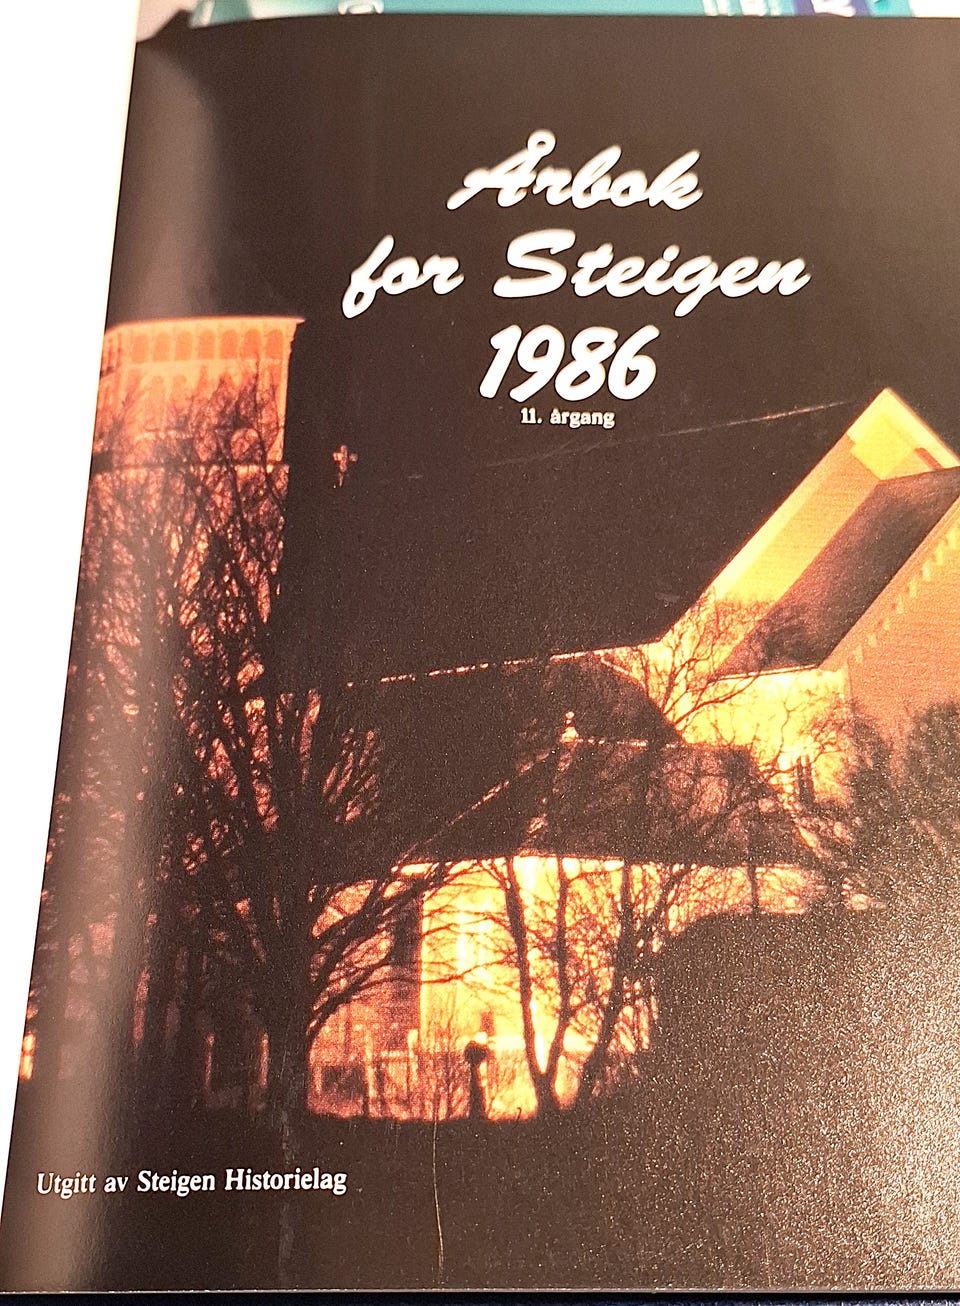 Årbok
for Steigen
1986
11. årgang
Utgitt av Steigen Historielag